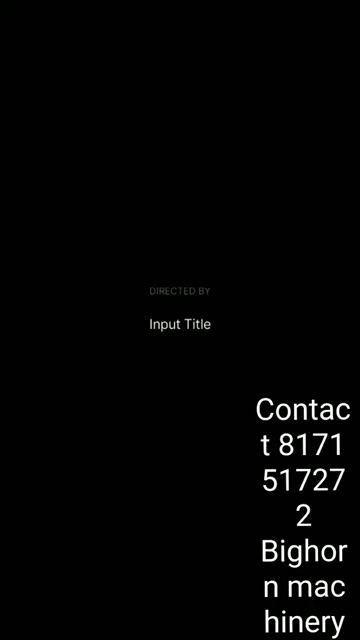 DIRECTED BY
Input Title
Contac
t 8171
51727
2
Bighor
n mac
hinery